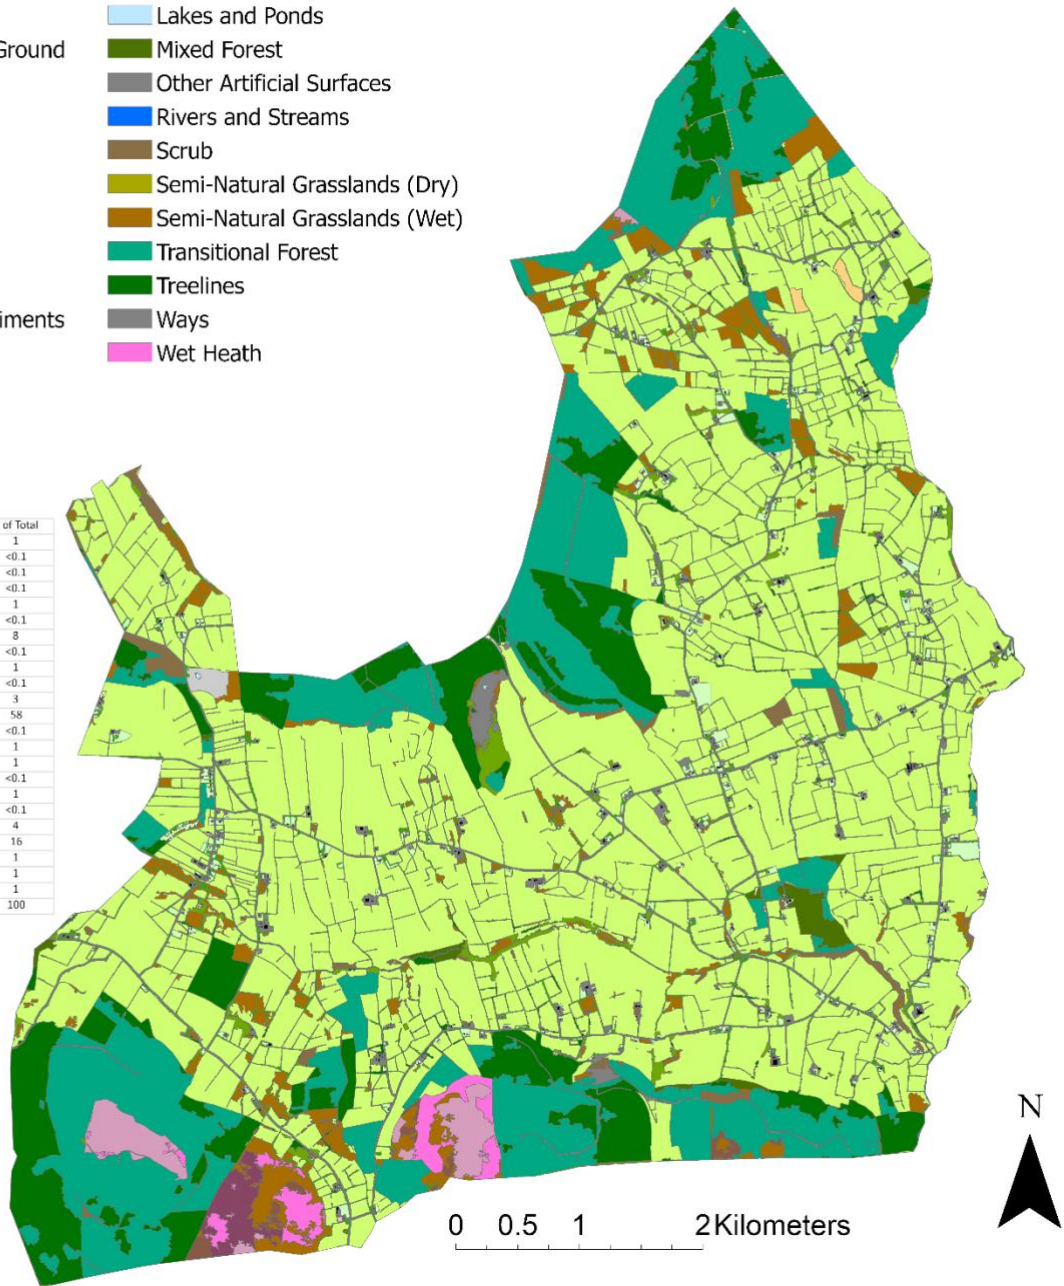 Lakes and Ponds
Ground
Mixed Forest
Other Artificial Surfaces
Rivers and Streams
Scrub
Semi-Natural Grasslands (Dry)
Semi-Natural Grasslands (Wet)
Transitional Forest
Treelines
iments
Ways
Wet Heath
of Total
1
<0.1
<0.1
<0.1
1
<0.1
8
<0.1
1
<0.1
3
58
<0.1
1
1
<0.1
1
<0.1
4
16
1
1
1
100
N
0 0.5 1 2 Kilometers